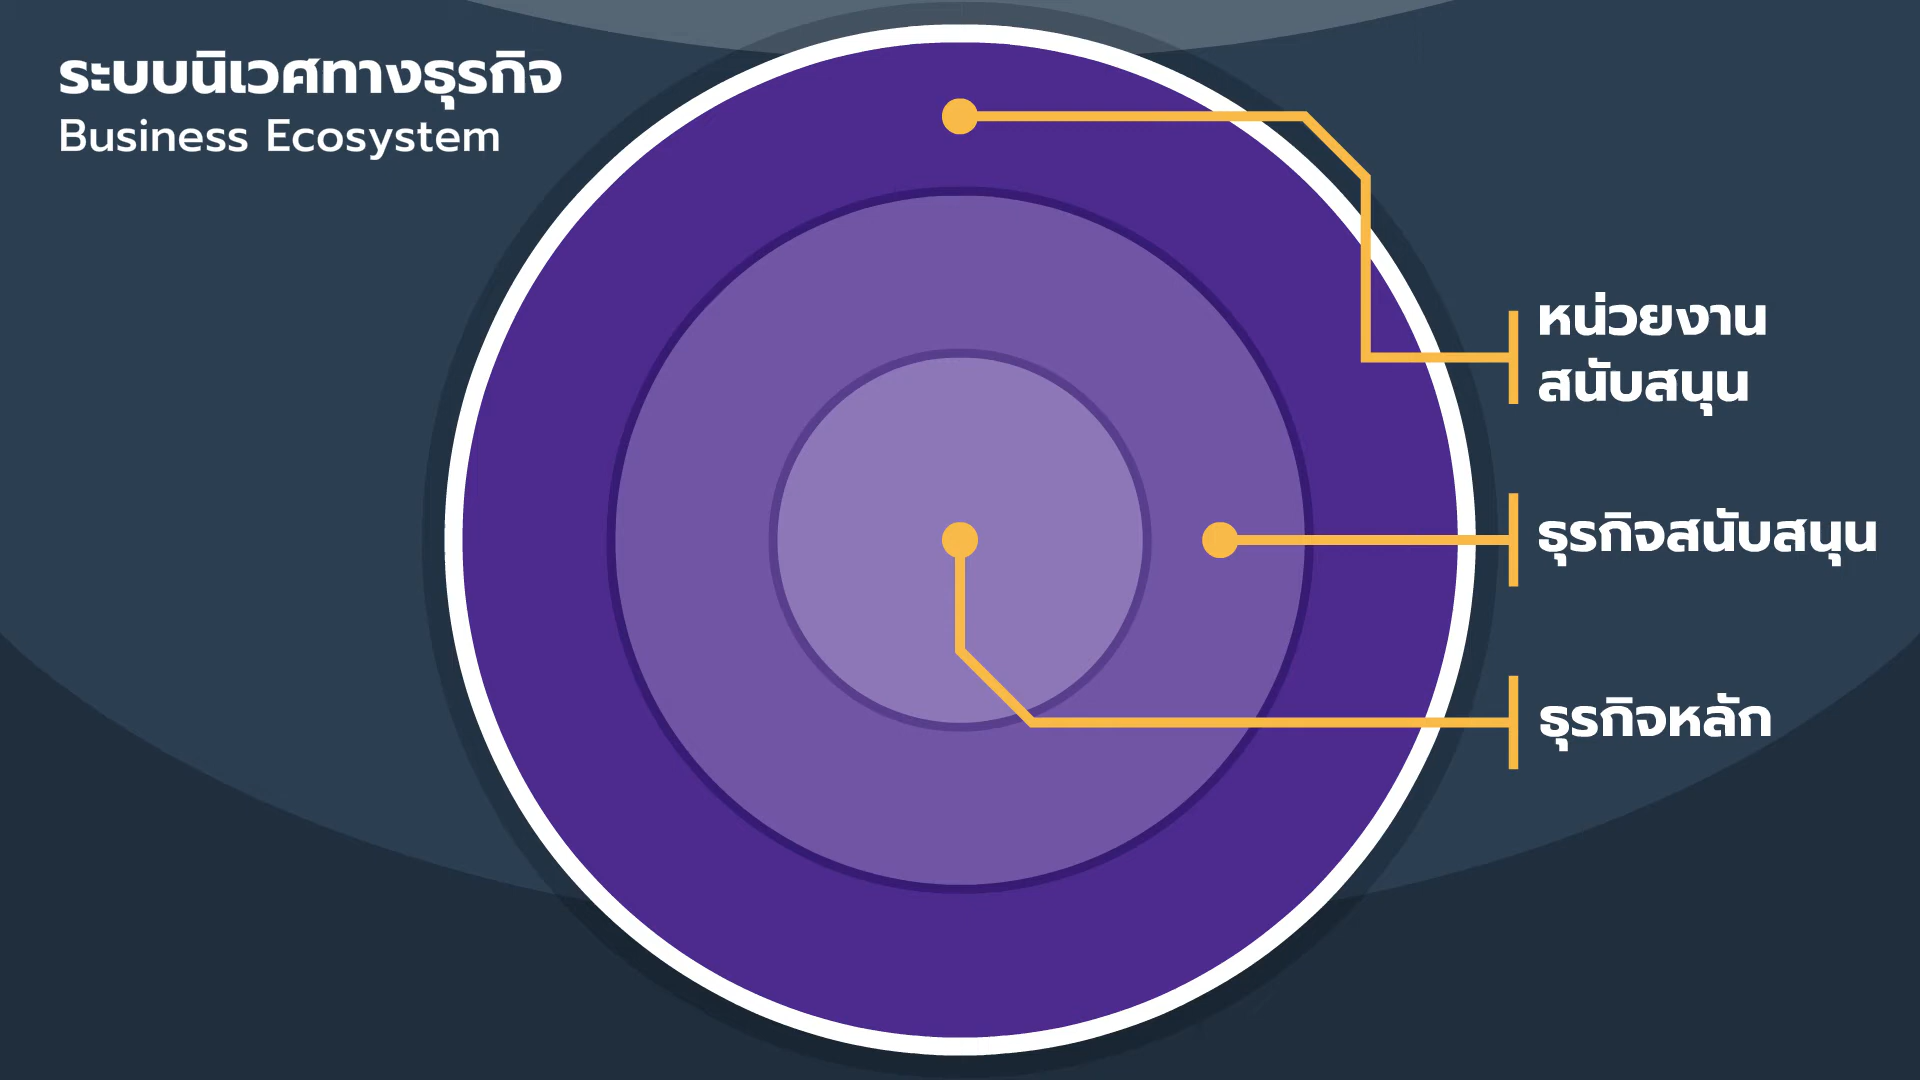 ระบบนิเวศทางธุรกิจ
Business Ecosystem
หน่วยงาน
สนับสนุน
ธุรกิจสนับสนุน
ธุรกิจหลัก